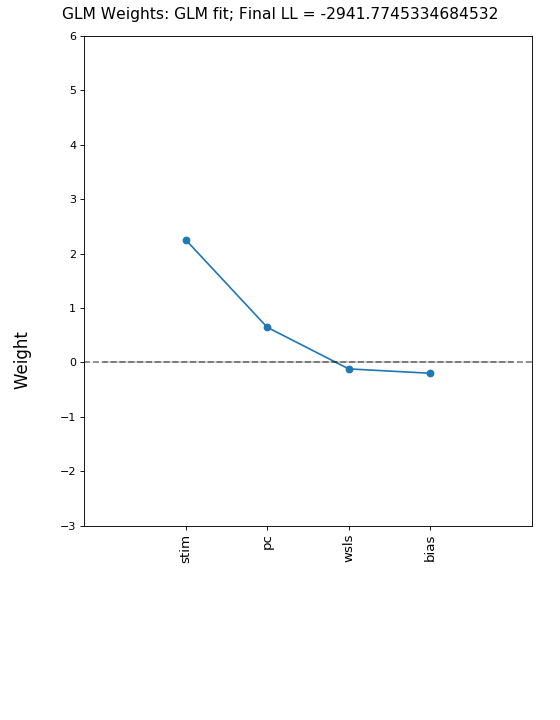 GLM Weights: GLM fit; Final LL = -2941.7745334684532
6
5
4
3
2
1
0
−1
−2
−3
Weight
stim
pc
wsls
bias